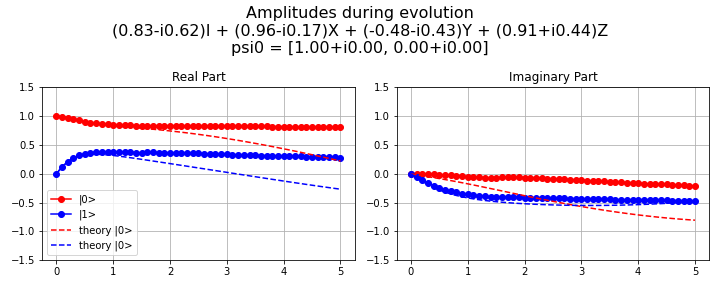 Amplitudes during evolution
(0.83-i0.62)I + (0.96-i0.17)X + (-0.48-i0.43)Y + (0.91+i0.44)Z
psi0 = [1.00+i0.00, 0.00+i0.00]
Real Part
1.5
1.0
0.5
0.0
−0.5
−1.0
−1.5
|0>
|1>
theory |0>
theory |0>
0 1 2 3 4 5
Imaginary Part
1.5
1.0
0.5
0.0
−0.5
−1.0
−1.5
0 1 2 3 4 5